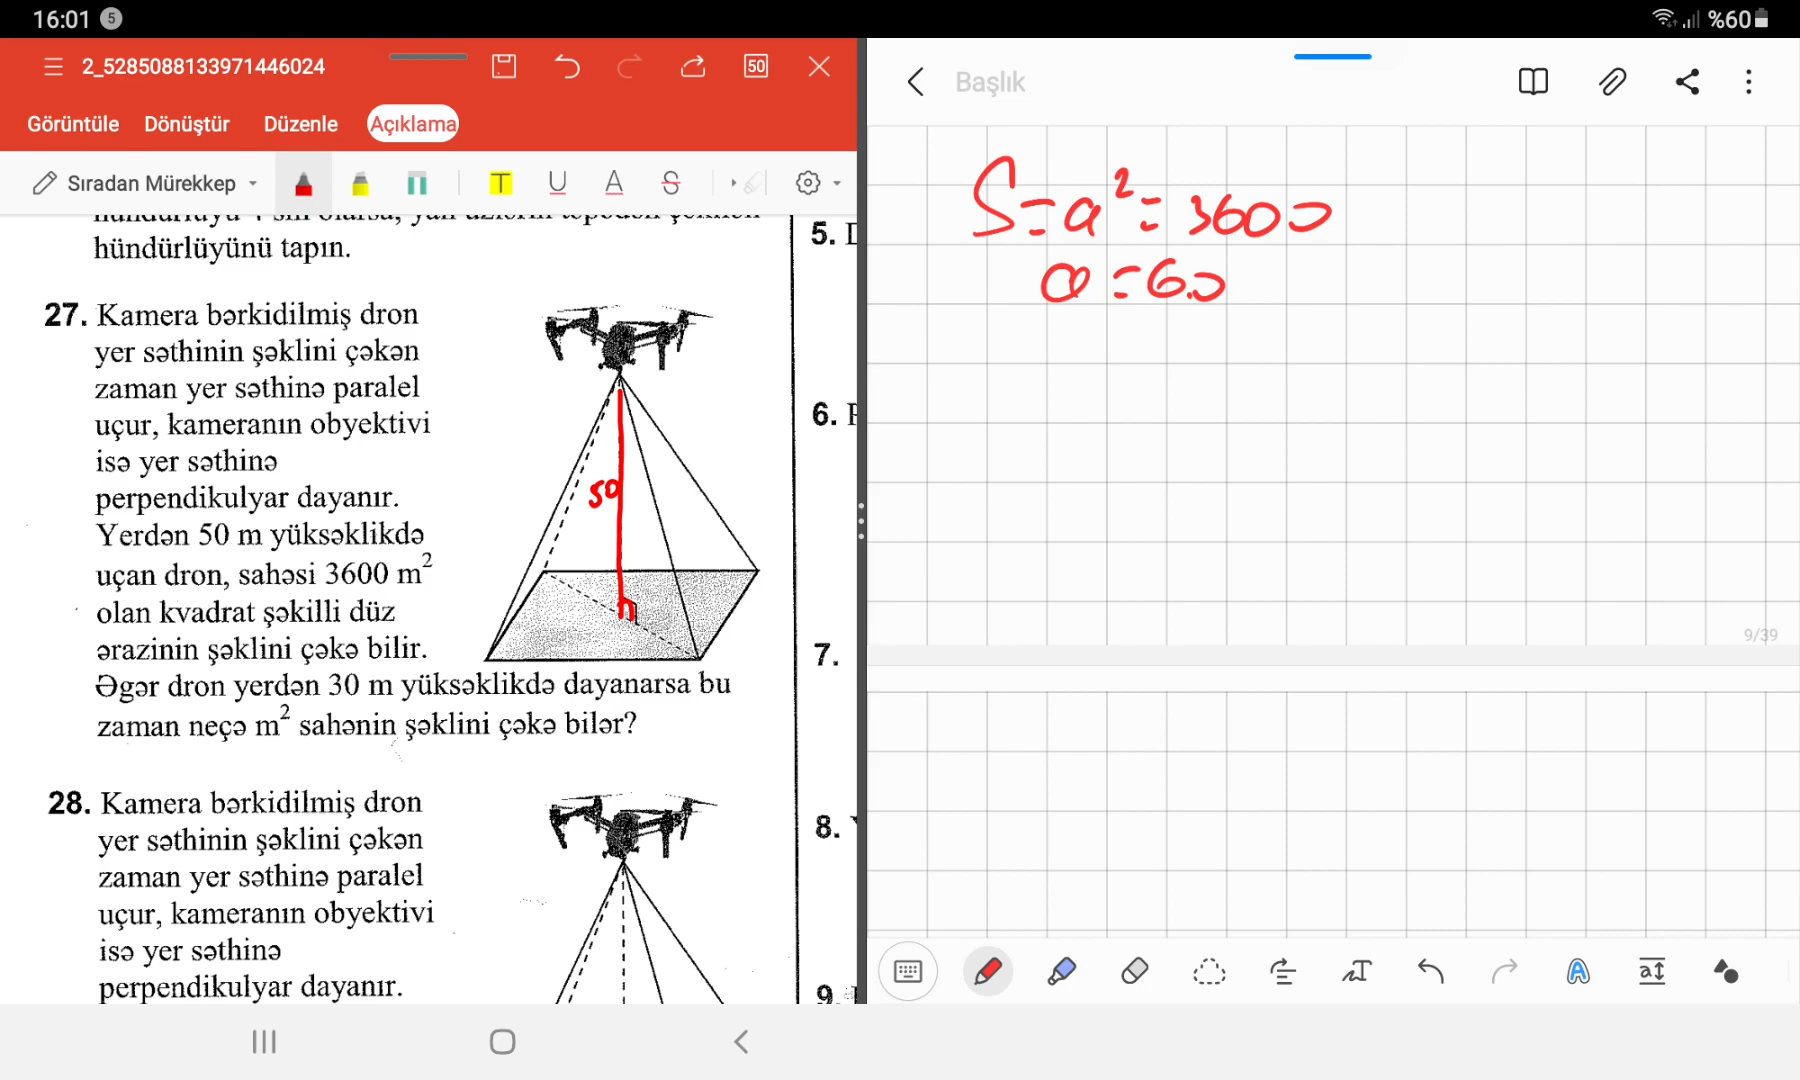 16:01 5 %60
2_5285088133971446024 50
Görüntüle Dönüştür Düzenle Açıklama
Sıradan Mürekkep T U A S
hündürlüyünü tapın.
27. Kamera bərkidilmiş dron
yer səthinin şəklini çəkən
zaman yer səthinə paralel
uçur, kameranın obyektivi
isə yer səthinə
perpendikulyar dayanır.
Yerdən 50 m yüksəklikdə
uçan dron, sahəsi 3600 m²
olan kvadrat şəkilli düz
ərazinin şəklini çəkə bilir.
Əgər dron yerdən 30 m yüksəklikdə dayanarsa bu
zaman neçə m² sahənin şəklini çəkə bilər?
50
28. Kamera bərkidilmiş dron
yer səthinin şəklini çəkən
zaman yer səthinə paralel
uçur, kameranın obyektivi
isə yer səthinə
perpendikulyar dayanır.
5.
6.
7.
8.
9.
Başlık
S=a²=3600
a=60
9/39